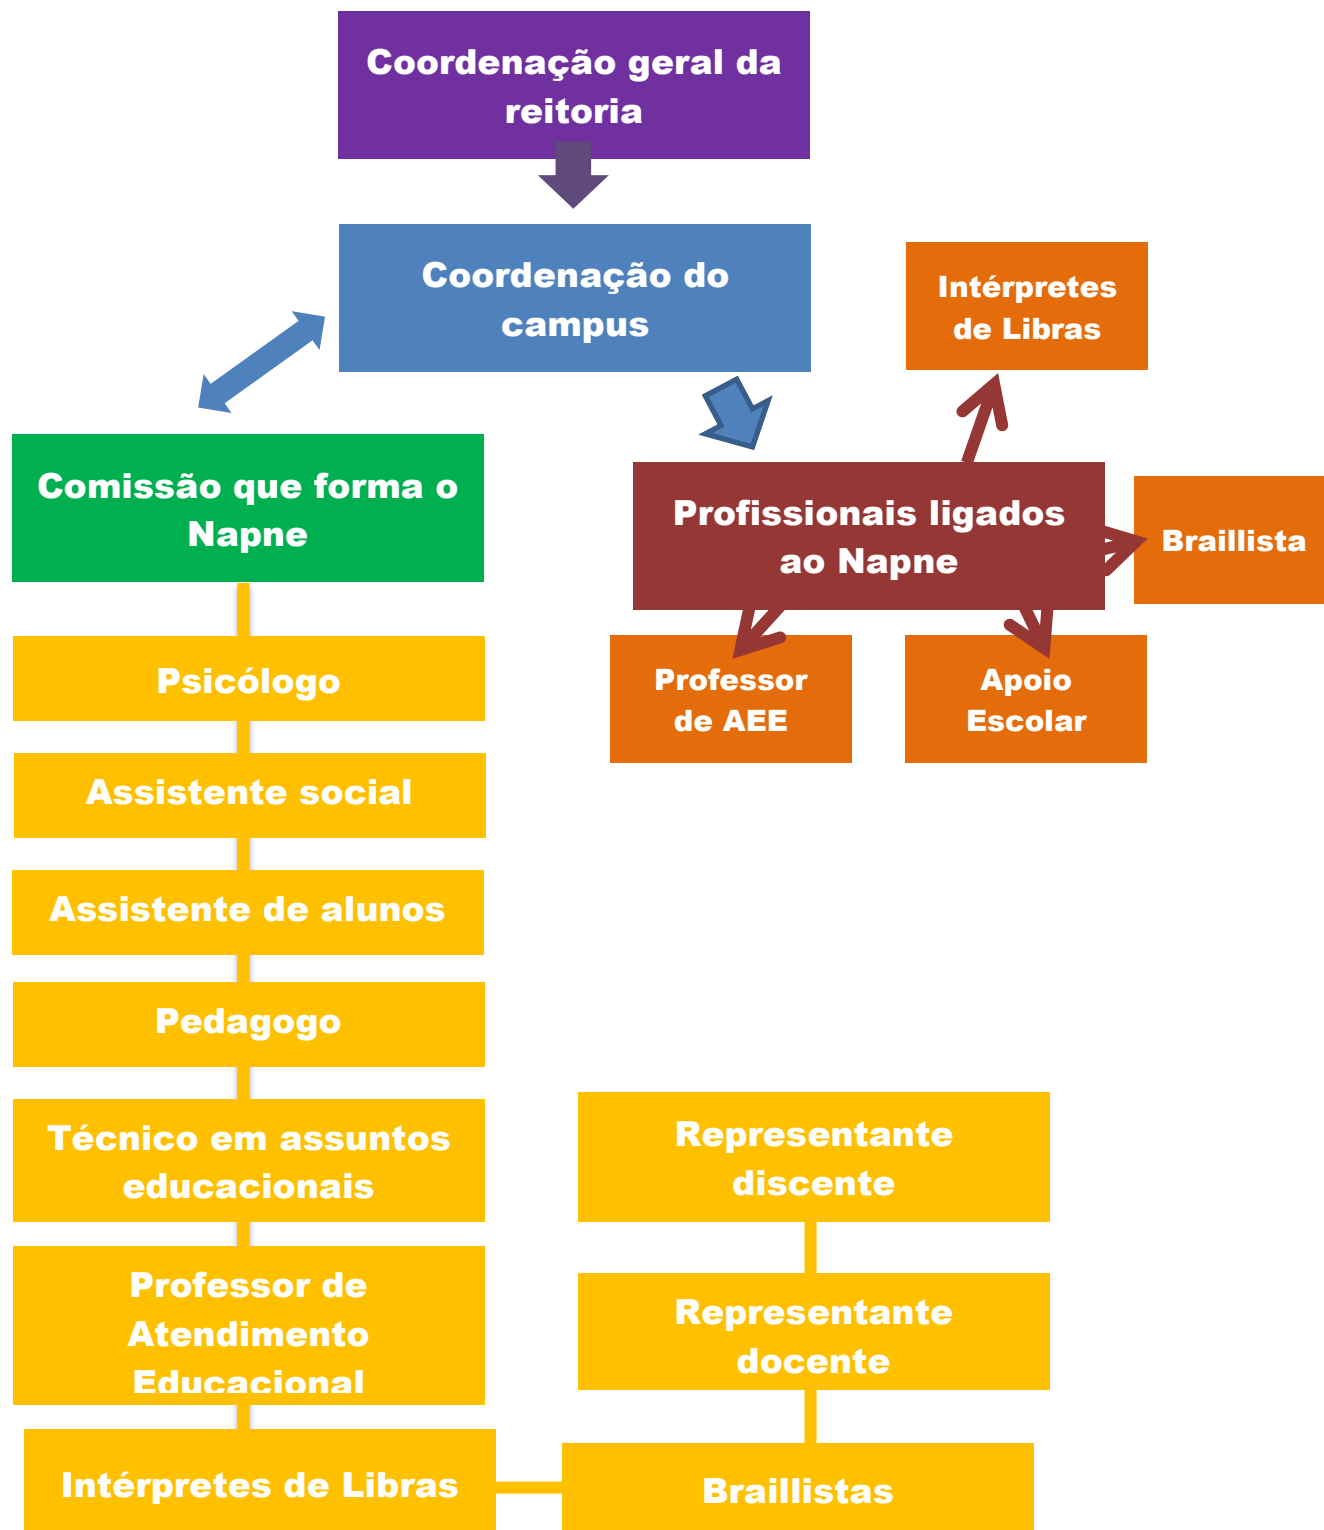 Coordenação geral da
reitoria
Coordenação do
campus
Intérpretes
de Libras
Comissão que forma o
Napne
Profissionais ligados
ao Napne
Braillista
Professor
de AEE
Apoio
Escolar
Psicólogo
Assistente social
Assistente de alunos
Pedagogo
Técnico em assuntos
educacionais
Professor de
Atendimento
Educacional
Intérpretes de Libras
Braillistas
Representante
docente
Representante
discente